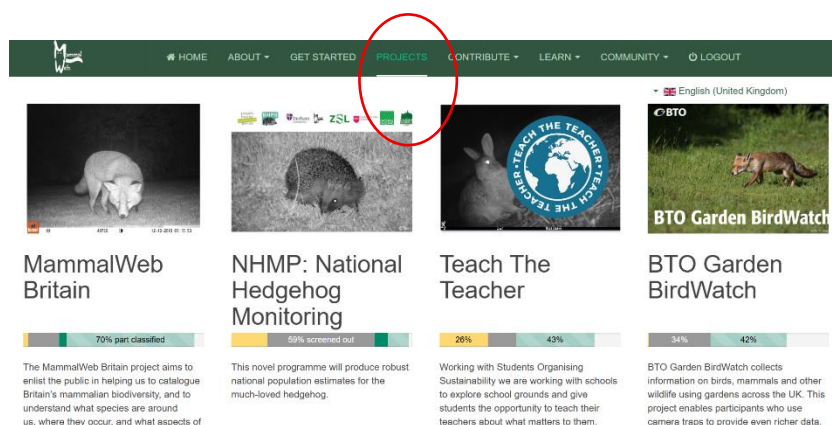 Mammal
Web
HOME
ABOUT
GET STARTED
PROJECTS
CONTRIBUTE
LEARN
COMMUNITY
LOGOUT
English (United Kingdom)
ZSL
TEACH THE TEACHER · TEACH THE TEACHER ·
BTO
BTO Garden BirdWatch
MammalWeb
Britain
NHMP: National
Hedgehog
Monitoring
Teach The
Teacher
BTO Garden
BirdWatch
70% part classified
59% screened out
26%
43%
34%
42%
The MammalWeb Britain project aims to
enlist the public in helping us to catalogue
Britain's mammalian biodiversity, and to
understand what species are around
us, where they occur, and what aspects of
This novel programme will produce robust
national population estimates for the
much-loved hedgehog.
Working with Students Organising
Sustainability we are working with schools
to explore school grounds and give
students the opportunity to teach their
teachers about what matters to them.
BTO Garden BirdWatch collects
information on birds, mammals and other
wildlife using gardens across the UK. This
project enables participants who use
camera traps to provide even richer data.